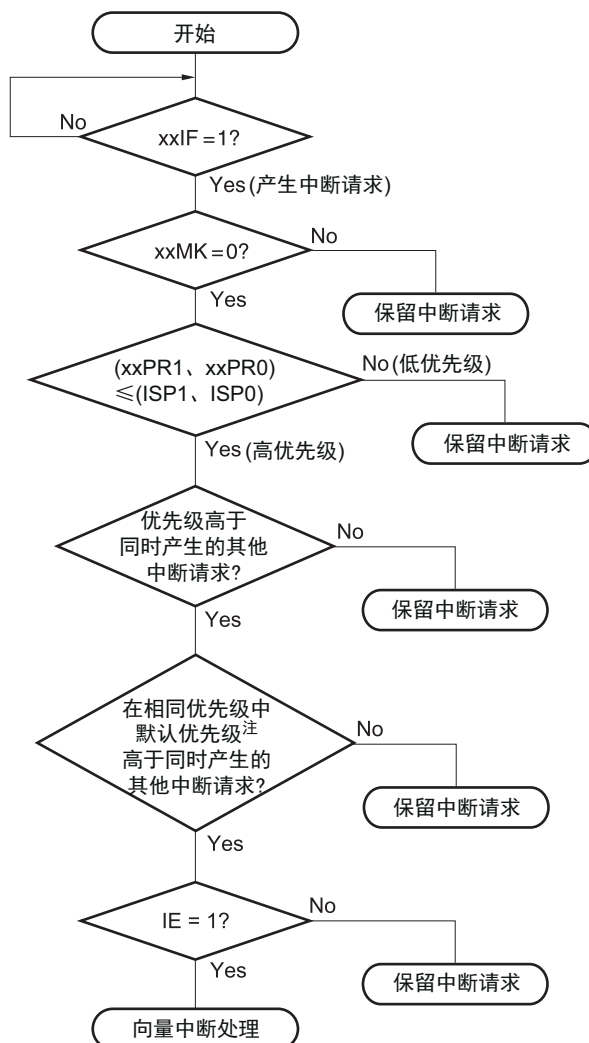 开始
No
xxIF=1?
Yes(产生中断请求)
No
xxMK=0?
Yes
保留中断请求
(xxPR1、xxPR0)
≤(ISP1、ISP0)
No(低优先级)
保留中断请求
Yes(高优先级)
优先级高于
同时产生的其他
中断请求?
No
保留中断请求
Yes
在相同优先级中
默认优先级注
高于同时产生的
其他中断请求?
No
保留中断请求
Yes
IE = 1?
No
保留中断请求
Yes
向量中断处理